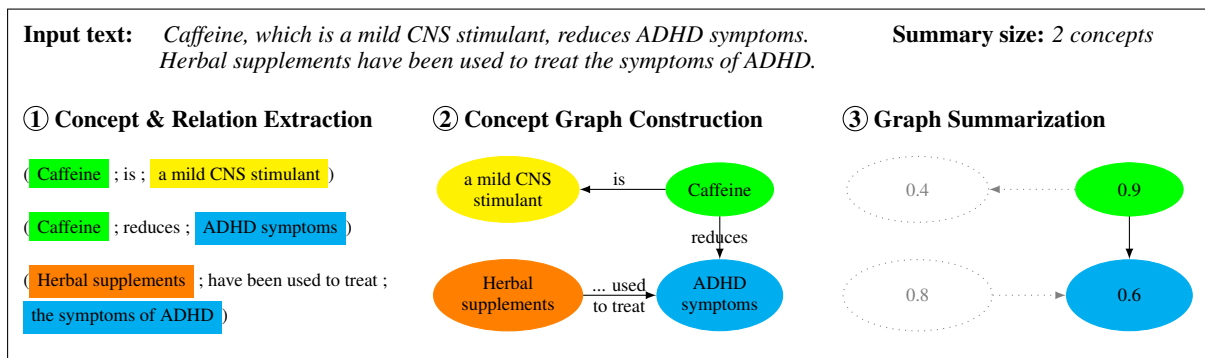 Input text: Caffeine, which is a mild CNS stimulant, reduces ADHD symptoms. Summary size: 2 concepts
Herbal supplements have been used to treat the symptoms of ADHD.
① Concept & Relation Extraction
( Caffeine ; is ; a mild CNS stimulant )
( Caffeine ; reduces ; ADHD symptoms )
( Herbal supplements ; have been used to treat ;
the symptoms of ADHD )
② Concept Graph Construction
a mild CNS
stimulant
is
Caffeine
reduces
Herbal
supplements
... used
to treat
ADHD
symptoms
③ Graph Summarization
0.4
0.9
0.8
0.6